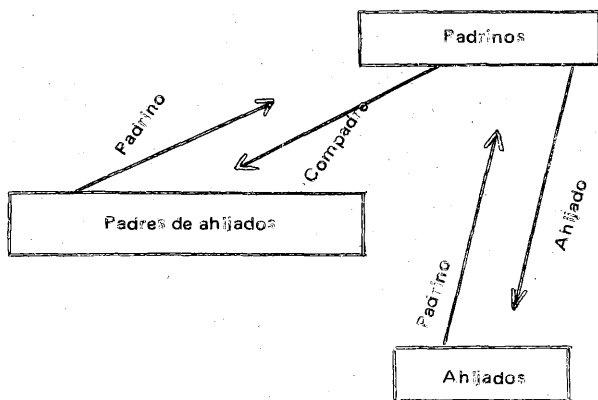 Padrinos
Padrino
Compadre
Padres de ahijados
Padrino
Ahijado
Ahijados